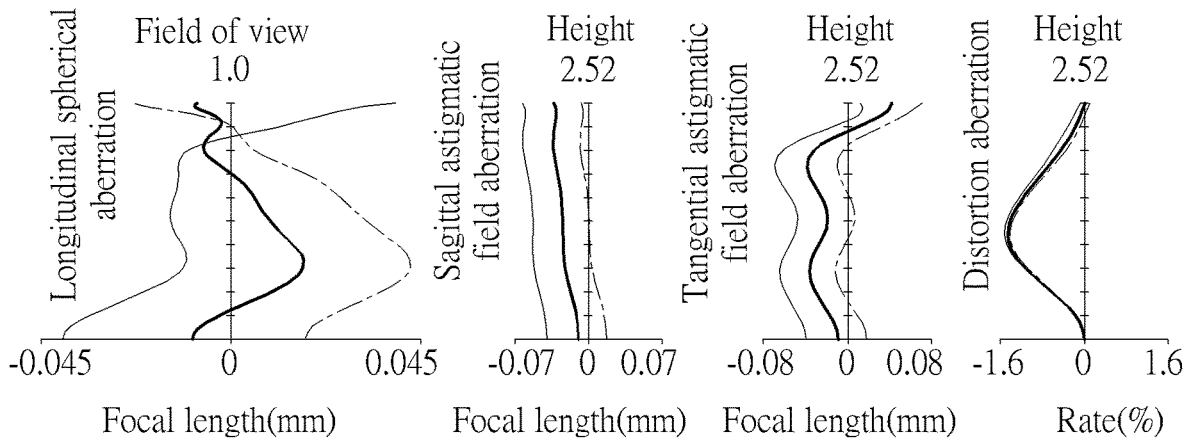 Longitudinal spherical
aberration
Field of view
1.0
-0.045
0
0.045
Focal length(mm)
Sagittal astigmatic
field aberration
Height
2.52
-0.07
0
0.07
Focal length(mm)
Tangential astigmatic
field aberration
Height
2.52
-0.08
0
0.08
Focal length(mm)
Distortion aberration
Height
2.52
-1.6
0
1.6
Rate(%)